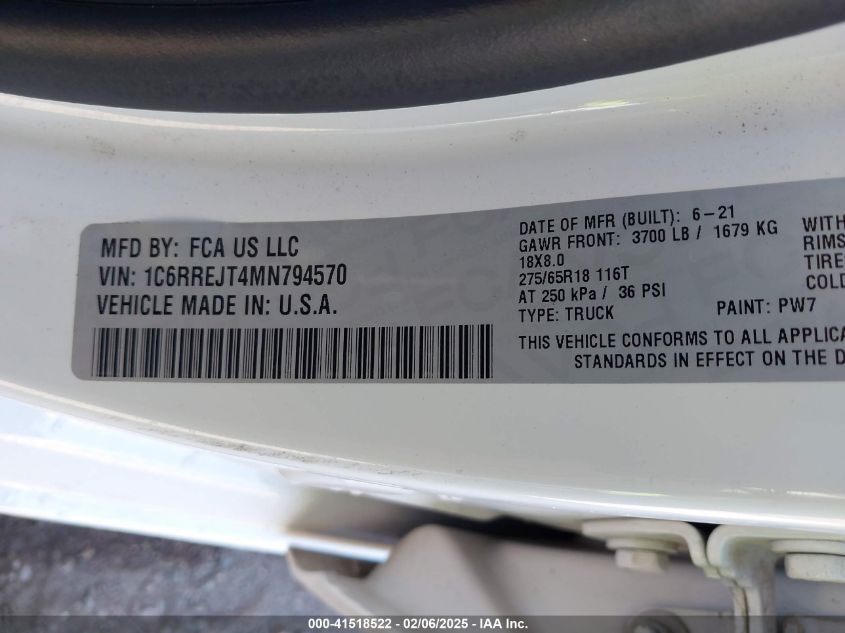 MFD BY: FCA US LLC
VIN: 1C6RREJT4MN794570
VEHICLE MADE IN: U.S.A.
DATE OF MFR (BUILT): 6-21
GAWR FRONT: 3700 LB / 1679 KG
18X8.0
275/65R18 116T
AT 250 kPa / 36 PSI
TYPE: TRUCK
PAINT: PW7
THIS VEHICLE CONFORMS TO ALL
STANDARDS IN EFFECT ON THE
WITH
RIMS
TIRE
COLD
000-41518522 - 02/06/2025 - IAA Inc.